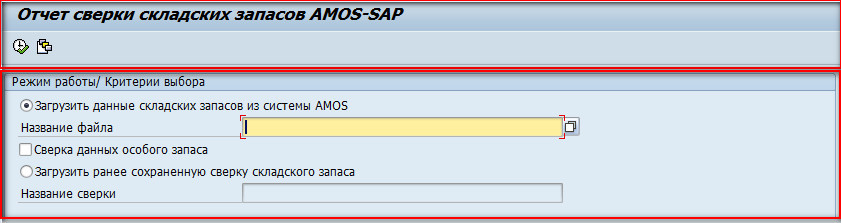 Отчет сверки складских запасов AMOS-SAP
Режим работы/ Критерии выбора
Загрузить данные складских запасов из системы AMOS
Название файла
Сверка данных особого запаса
Загрузить ранее сохраненную сверку складского запаса
Название сверки